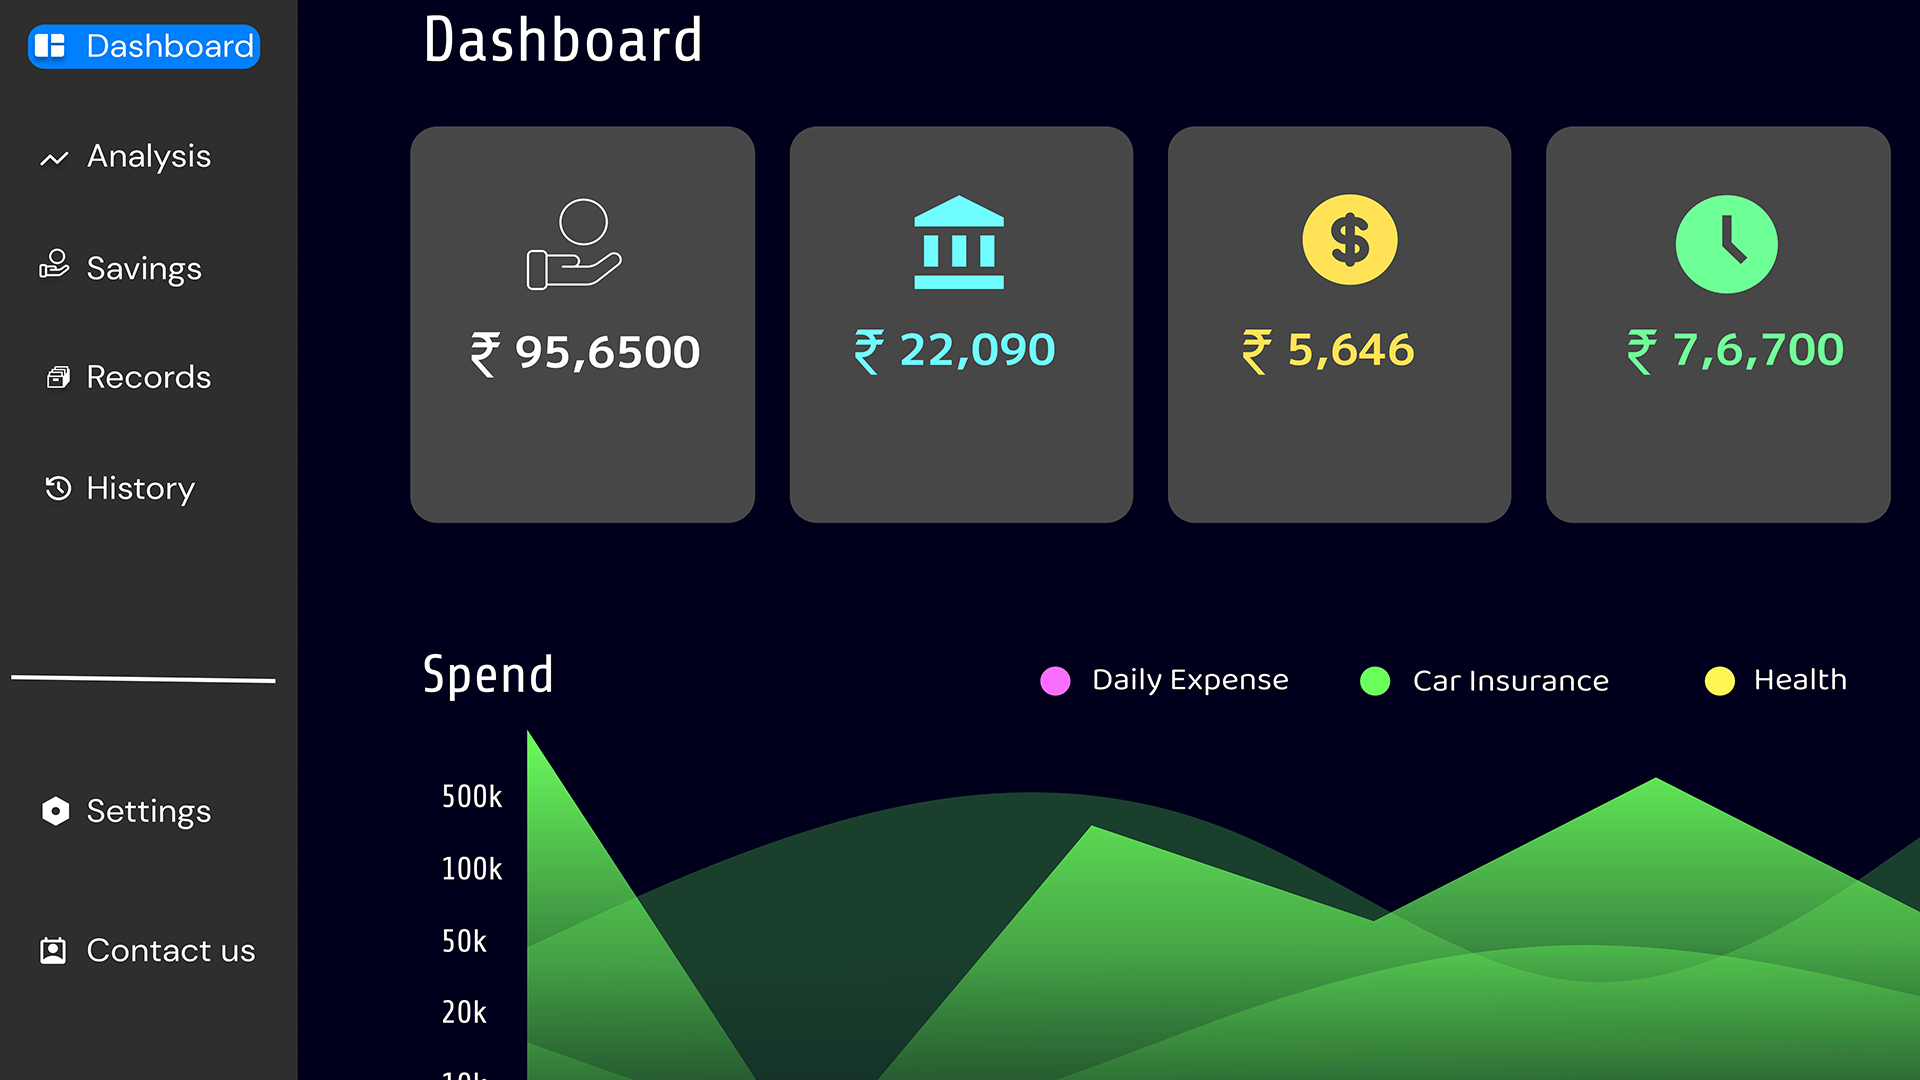 Dashboard
Analysis
Savings
Records
History
Settings
Contact us
Dashboard
₹ 95,6500
₹ 22,090
₹ 5,646
₹ 7,6,700
Spend
Daily Expense
Car Insurance
Health
500k
100k
50k
20k